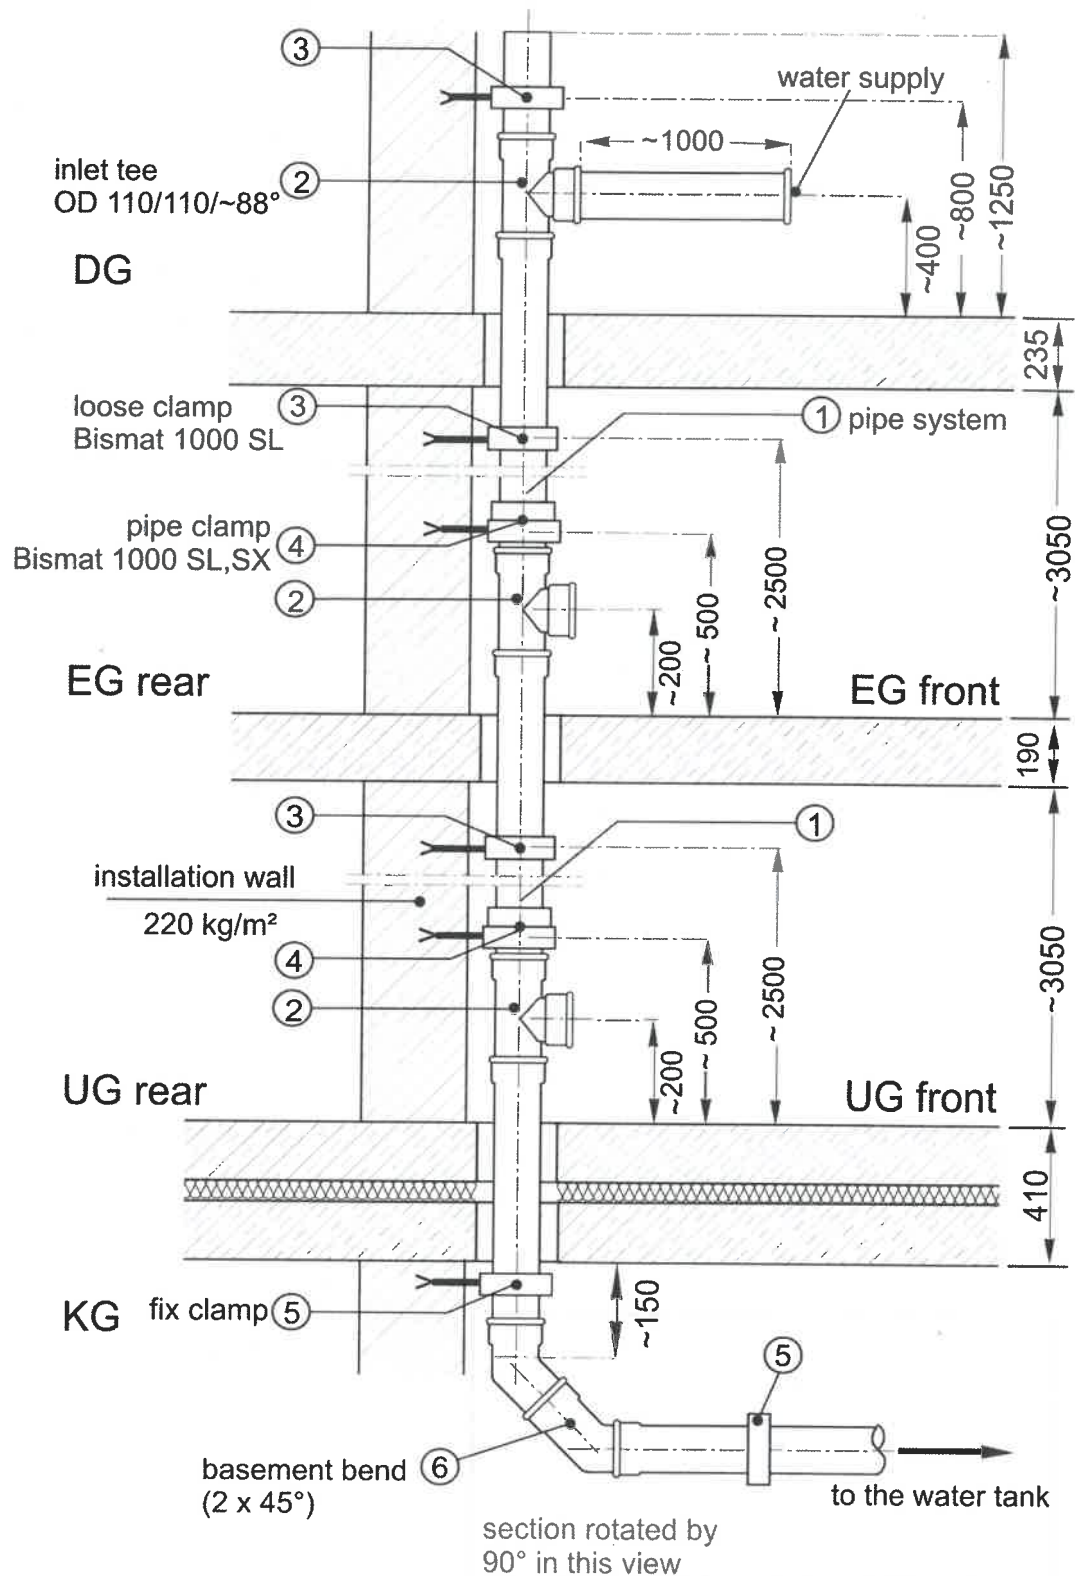 3
water supply
~1000
inlet tee
OD 110/110/~88°
2
~400
~800
~1250
DG
235
loose clamp
Bismat 1000 SL
3
1 pipe system
pipe clamp
Bismat 1000 SL,SX
4
2
~200
~500
~2500
~3050
EG rear
EG front
190
3
1
installation wall
220 kg/m²
4
2
~200
~500
~2500
~3050
UG rear
UG front
410
KG
fix clamp 5
~150
5
basement bend
(2 x 45°)
6
to the water tank
section rotated by
90° in this view